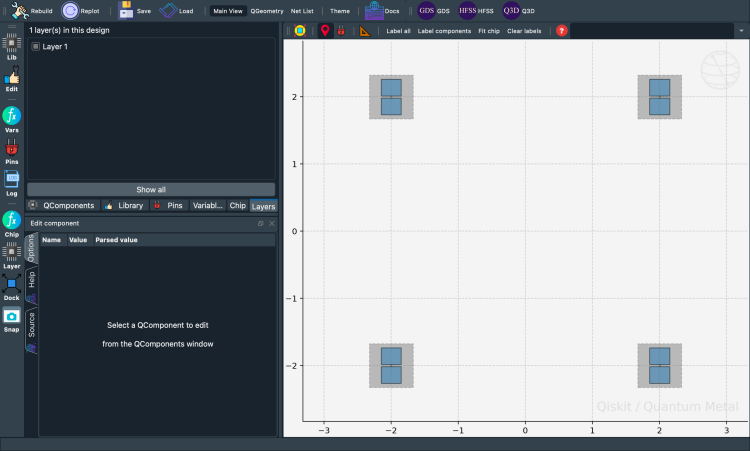 Rebuild Replot Save Load Main View QGeometry Net List Theme Docs GDS GDS HFSS HFSS Q3D Q3D
Lib
Edit
Vars
Pins
Log
Chip
Layer
Dock
Snap
1 layer(s) in this design
Layer 1
Show all
QComponents Library Pins Variabl... Chip Layers
Edit component
Options
Help
Source
Name Value Parsed value
Select a QComponent to edit
from the QComponents window
Label all Label components Fit chip Clear labels ?
2
1
0
−1
−2
−3 −2 −1 0 1 2 3
Qiskit / Quantum Metal